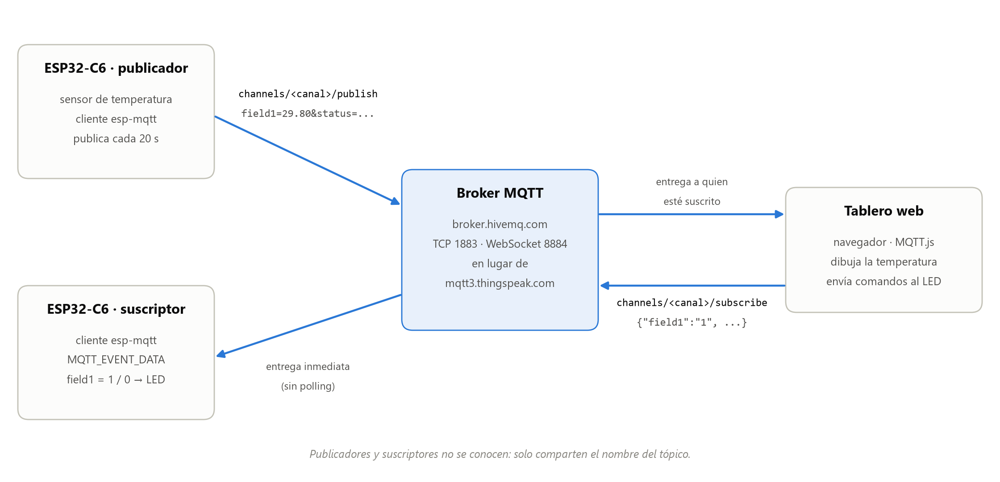 ESP32-C6 · publicador
sensor de temperatura
cliente esp-mqtt
publica cada 20 s
channels/<canal>/publish
field1=29.80&status=...
Broker MQTT
broker.hivemq.com
TCP 1883 · WebSocket 8884
en lugar de
mqtt3.thingspeak.com
entrega a quien
esté suscrito
Tablero web
navegador · MQTT.js
dibuja la temperatura
envía comandos al LED
channels/<canal>/subscribe
{"field1":"1", ...}
ESP32-C6 · suscriptor
cliente esp-mqtt
MQTT_EVENT_DATA
field1 = 1 / 0 → LED
entrega inmediata
(sin polling)
Publicadores y suscriptores no se conocen: solo comparten el nombre del tópico.